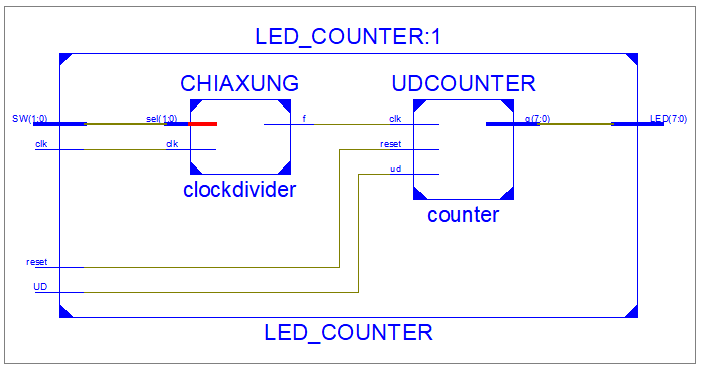 LED_COUNTER:1
CHIAXUNG
UDCOUNTER
SW(1:0)
sel(1:0)
f
clk
q(7:0)
LED(7:0)
clk
clk
reset
ud
clockdivider
counter
reset
UD
LED_COUNTER